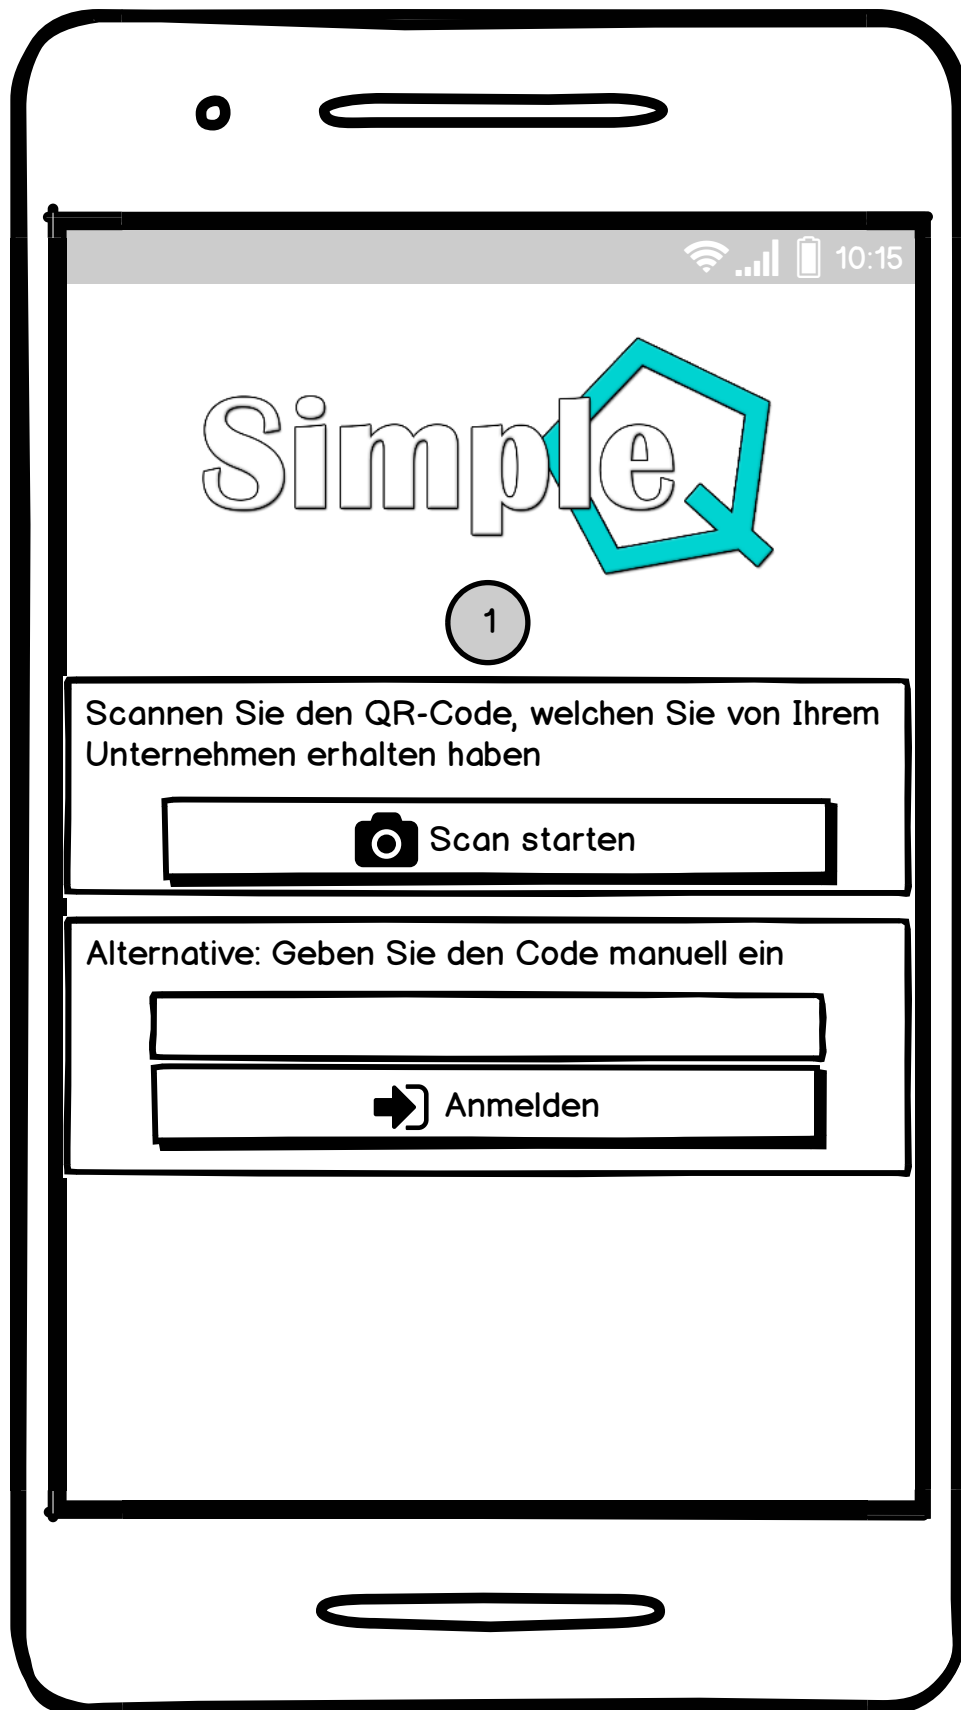 10:15
Simple
1
Scannen Sie den QR-Code, welchen Sie von Ihrem
Unternehmen erhalten haben
Scan starten
Alternative: Geben Sie den Code manuell ein
Anmelden